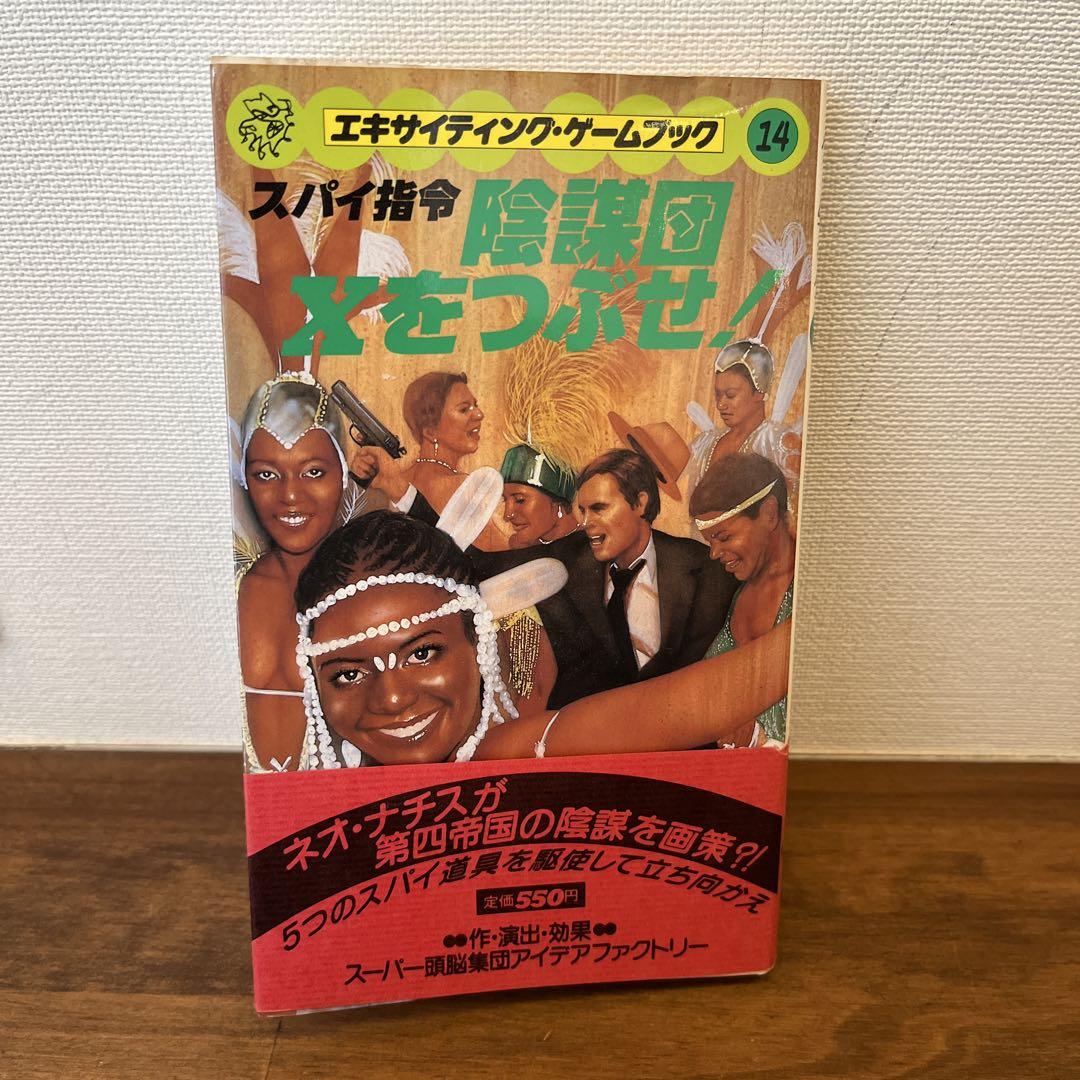 エキサイティング・ゲームブック
14
スパイ指令 陰謀団
Xをつぶせ!
ネオ・ナチスが
第四帝国の陰謀を画策?!
5つのスパイ道具を駆使して立ち向かえ
定価550円
作・演出・効果
スーパー頭脳集団アイデアファクトリー